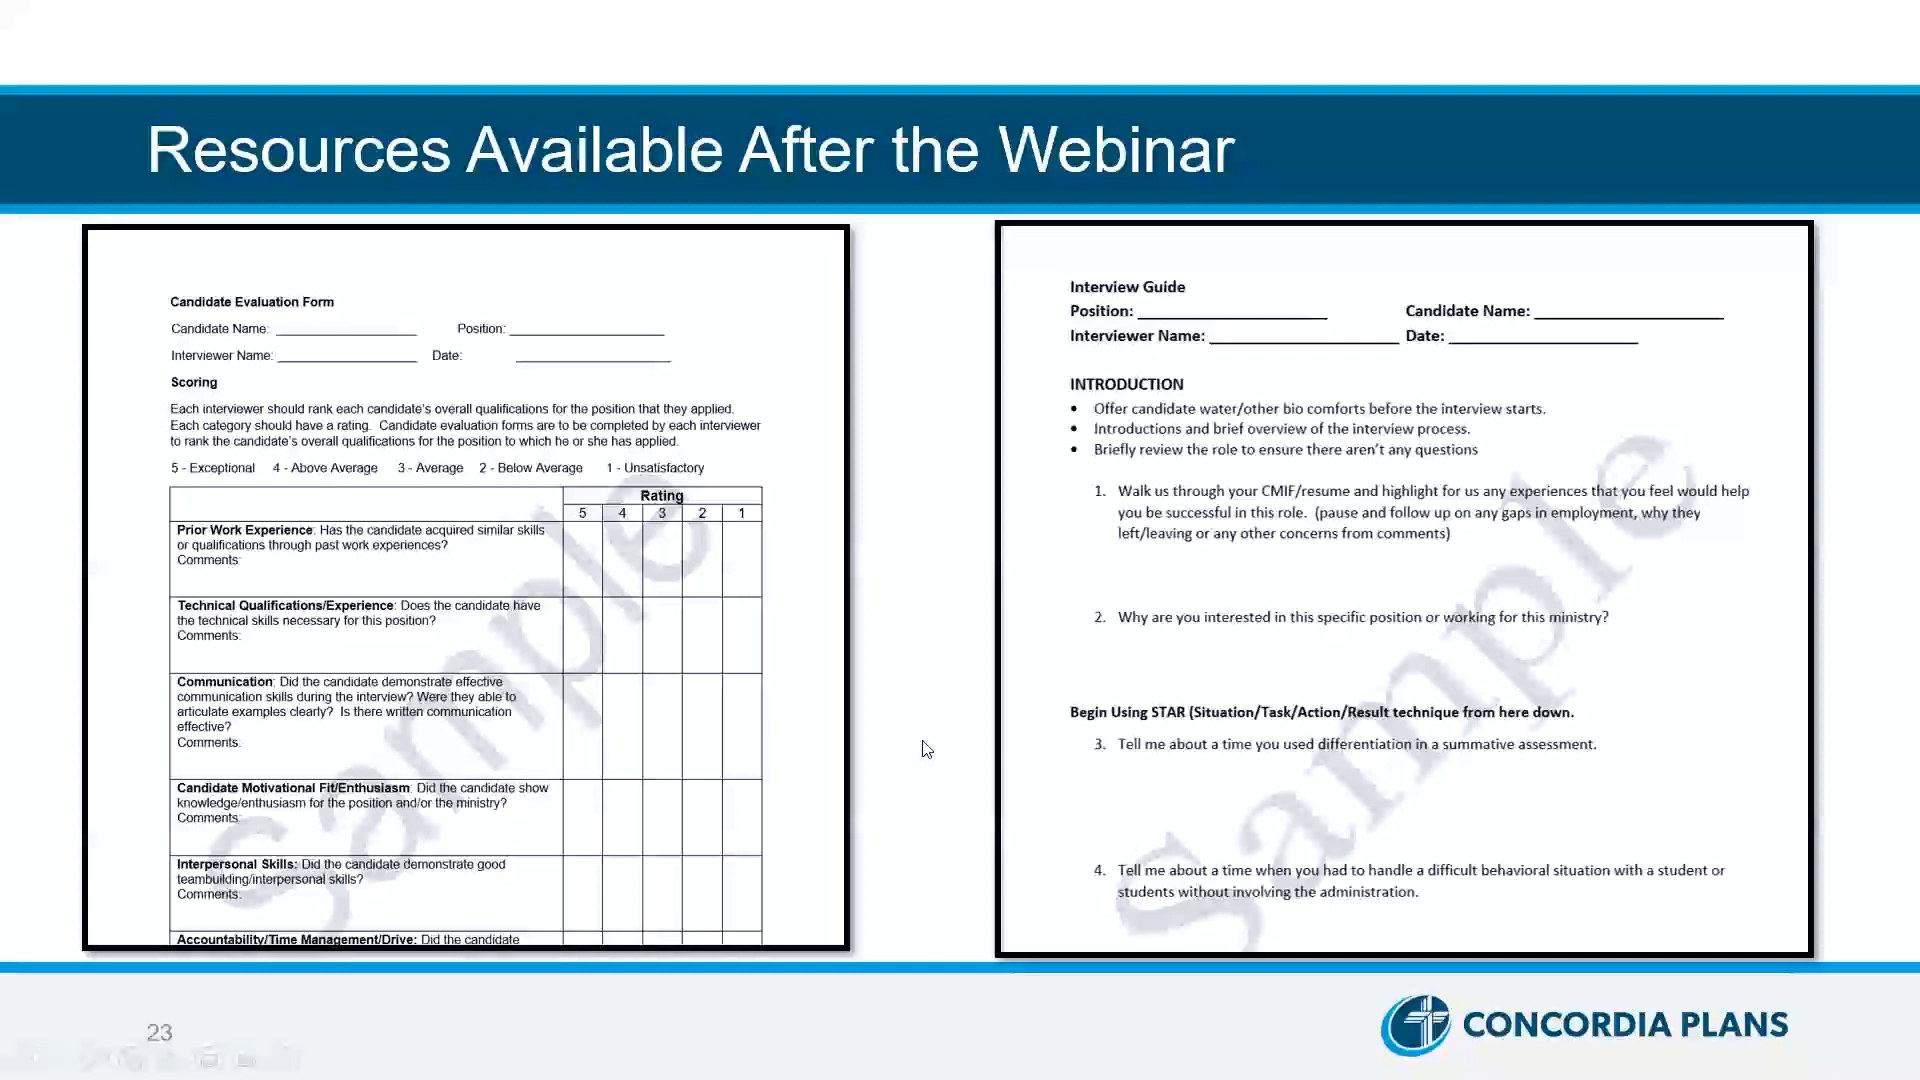 Resources Available After the Webinar
Candidate Evaluation Form
Candidate Name: ____________ Position: ____________
Interviewer Name: ____________ Date: ____________
Scoring
Each interviewer should rank each candidate's overall qualifications for the position that they applied.
Each category should have a rating. Candidate evaluation forms are to be completed by each interviewer
to rank the candidate's overall qualifications for the position to which he or she has applied.
5 - Exceptional 4 - Above Average 3 - Average 2 - Below Average 1 - Unsatisfactory
Rating
5 4 3 2 1
Prior Work Experience: Has the candidate acquired similar skills
or qualifications through past work experiences?
Comments:
Technical Qualifications/Experience: Does the candidate have
the technical skills necessary for this position?
Comments:
Communication: Did the candidate demonstrate effective
communication skills during the interview? Were they able to
articulate examples clearly? Is there written communication
effective?
Comments:
Candidate Motivational Fit/Enthusiasm: Did the candidate show
knowledge/enthusiasm for the position and/or the ministry?
Comments:
Interpersonal Skills: Did the candidate demonstrate good
teambuilding/interpersonal skills?
Comments:
Accountability/Time Management/Drive: Did the candidate
Sample
Interview Guide
Position: ____________ Candidate Name: ____________
Interviewer Name: ____________ Date: ____________
INTRODUCTION
• Offer candidate water/other bio comforts before the interview starts.
• Introductions and brief overview of the interview process.
• Briefly review the role to ensure there aren't any questions
1. Walk us through your CMIF/resume and highlight for us any experiences that you feel would help
you be successful in this role. (pause and follow up on any gaps in employment, why they
left/leaving or any other concerns from comments)
2. Why are you interested in this specific position or working for this ministry?
Begin Using STAR (Situation/Task/Action/Result technique from here down.
3. Tell me about a time you used differentiation in a summative assessment.
4. Tell me about a time when you had to handle a difficult behavioral situation with a student or
students without involving the administration.
Sample
23
CONCORDIA PLANS